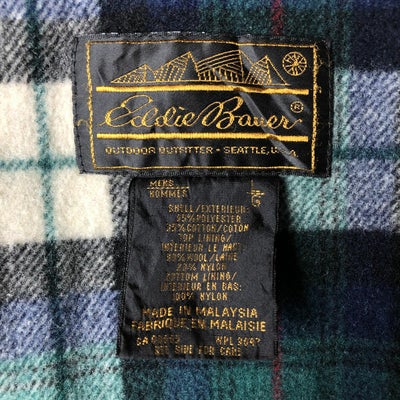 Eddie Bauer ®
OUTDOOR OUTFITTER • SEATTLE, U.S.A.
MENS
HOMMES
SHELL/EXTERIEUR:
65% POLYESTER
35% COTTON/COTON
TOP LINING/
INTERIEUR LE HAUT:
80% WOOL/LAINE
20% NYLON
BOTTOM LINING/
INTERIEUR EN BAS:
100% NYLON
MADE IN MALAYSIA
FABRIQUE EN MALAISIE
CA
WPL
SIDE FOR CARE